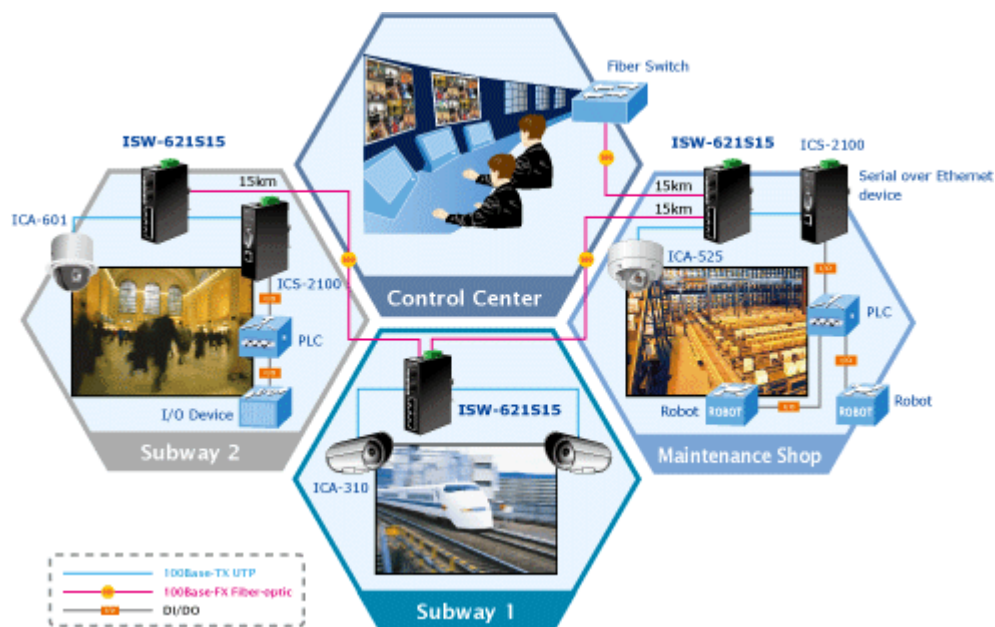 Fiber Switch
ISW-621S15
ISW-621S15
ICS-2100
15km
15km
Serial over Ethernet
device
15km
ICA-601
ICA-525
ICS-2100
Control Center
PLC
PLC
I/O Device
ISW-621S15
Robot
ROBOT
ROBOT
Robot
Subway 2
Maintenance Shop
ICA-310
100Base-TX UTP
100Base-FX Fiber-optic
DI/DO
Subway 1